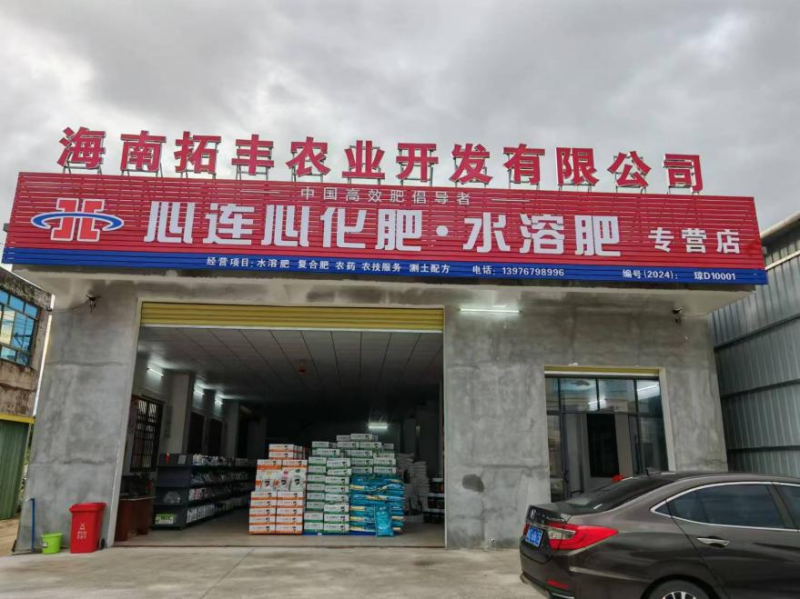 海南拓丰农业开发有限公司
中国高效肥倡导者
心连心化肥·水溶肥 专营店
经营项目:水溶肥 复合肥 农药 农技服务 测土配方 电话:13976798996 编号(2024): 琼D10001